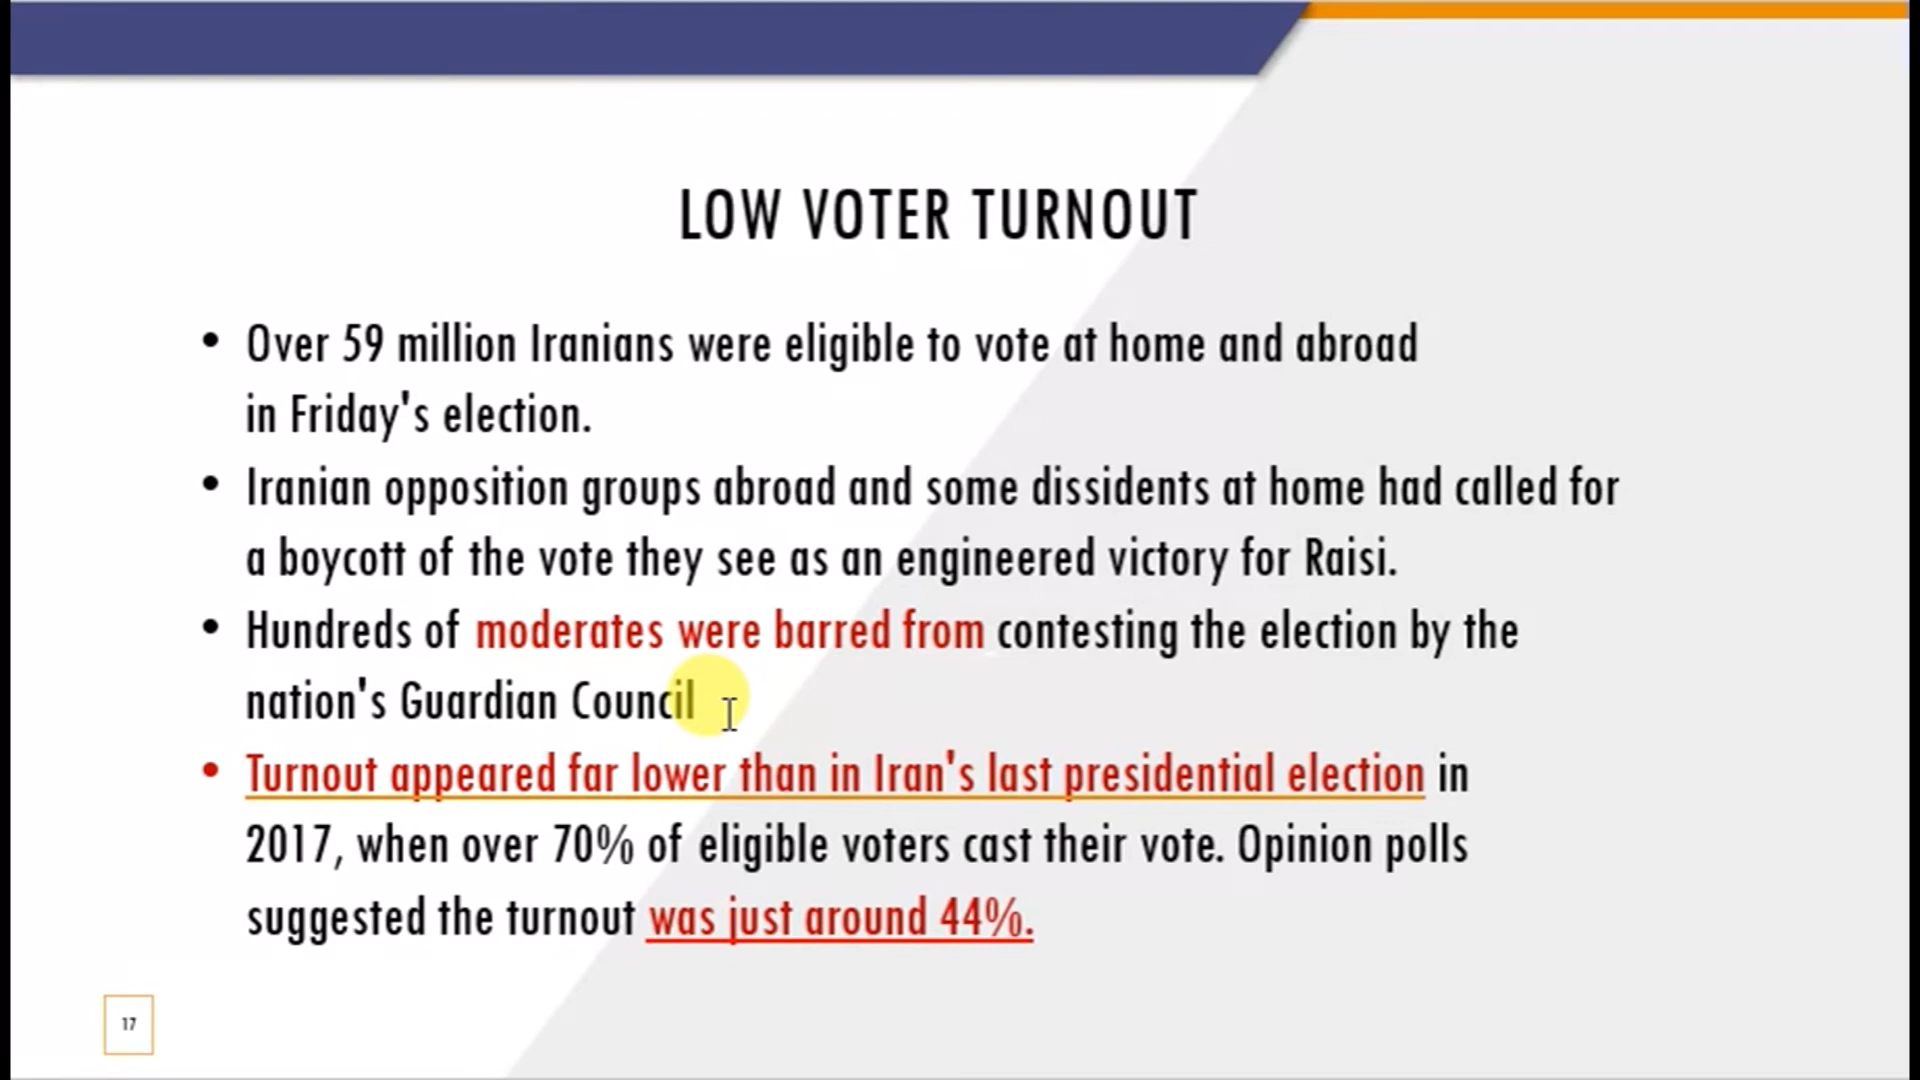 LOW VOTER TURNOUT
• Over 59 million Iranians were eligible to vote at home and abroad
in Friday's election.
• Iranian opposition groups abroad and some dissidents at home had called for
a boycott of the vote they see as an engineered victory for Raisi.
• Hundreds of moderates were barred from contesting the election by the
nation's Guardian Council
• Turnout appeared far lower than in Iran's last presidential election in
2017, when over 70% of eligible voters cast their vote. Opinion polls
suggested the turnout was just around 44%.
17